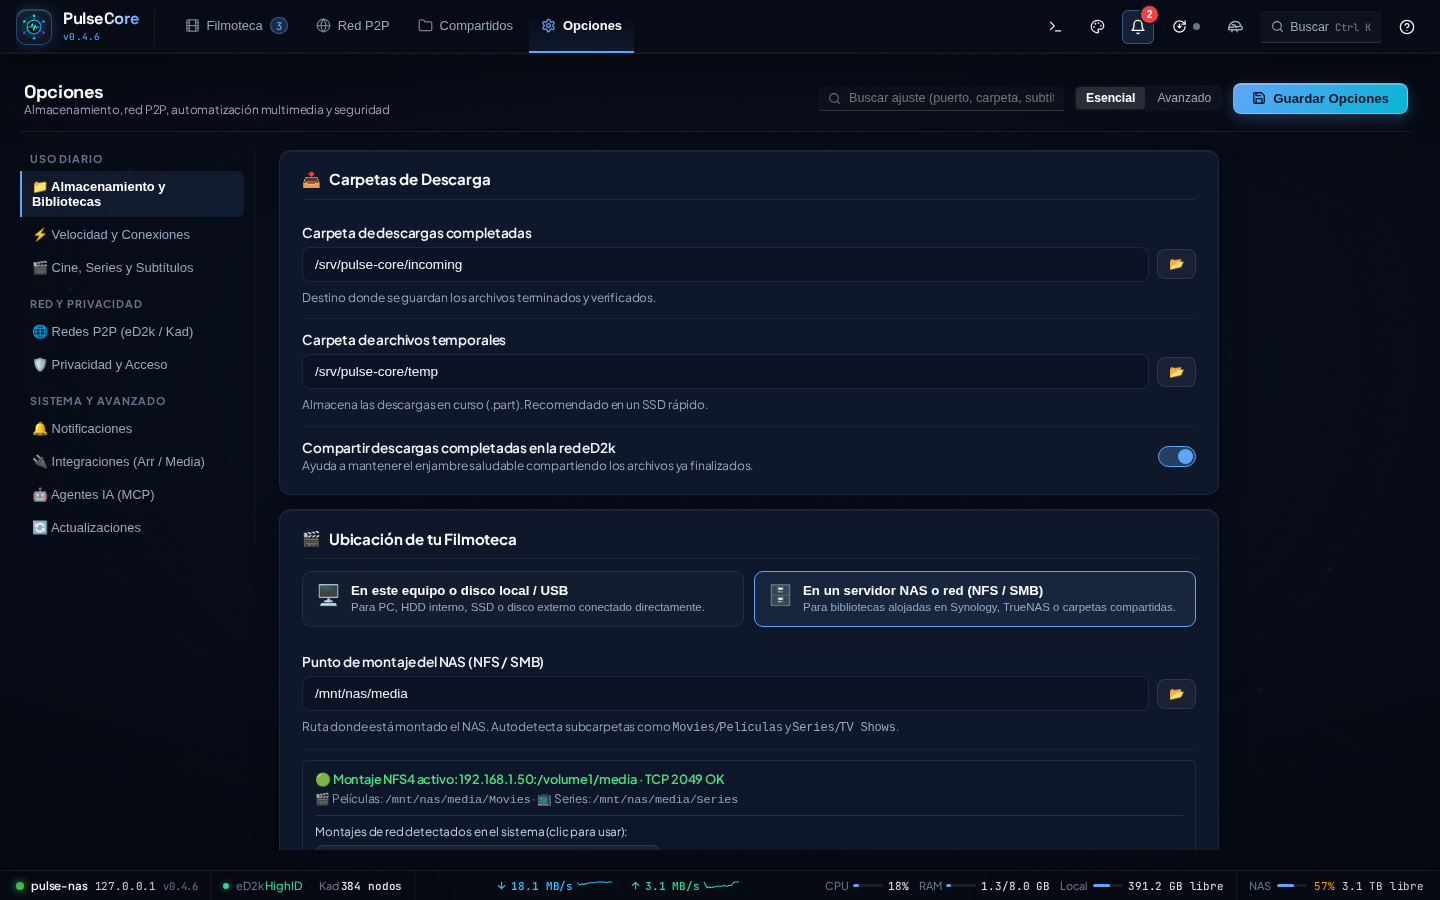 PulseCore
v0.4.6
Filmoteca 3
Red P2P
Compartidos
Opciones
2
Buscar Ctrl K
Opciones
Almacenamiento, red P2P, automatización multimedia y seguridad
Buscar ajuste (puerto, carpeta, subtí
Esencial
Avanzado
Guardar Opciones
USO DIARIO
Almacenamiento y
Bibliotecas
Velocidad y Conexiones
Cine, Series y Subtítulos
RED Y PRIVACIDAD
Redes P2P (eD2k / Kad)
Privacidad y Acceso
SISTEMA Y AVANZADO
Notificaciones
Integraciones (Arr / Media)
Agentes IA (MCP)
Actualizaciones
Carpetas de Descarga
Carpeta de descargas completadas
/srv/pulse-core/incoming
Destino donde se guardan los archivos terminados y verificados.
Carpeta de archivos temporales
/srv/pulse-core/temp
Almacena las descargas en curso (.part). Recomendado en un SSD rápido.
Compartir descargas completadas en la red eD2k
Ayuda a mantener el enjambre saludable compartiendo los archivos ya finalizados.
Ubicación de tu Filmoteca
En este equipo o disco local / USB
Para PC, HDD interno, SSD o disco externo conectado directamente.
En un servidor NAS o red (NFS / SMB)
Para bibliotecas alojadas en Synology, TrueNAS o carpetas compartidas.
Punto de montaje del NAS (NFS / SMB)
/mnt/nas/media
Ruta donde está montado el NAS. Autodetecta subcarpetas como Movies/Películas y Series/TV Shows.
Montaje NFS4 activo: 192.168.1.50:/volume1/media · TCP 2049 OK
Películas: /mnt/nas/media/Movies · Series: /mnt/nas/media/Series
Montajes de red detectados en el sistema (clic para usar):
pulse-nas 127.0.0.1 v0.4.6
eD2k HighID · Kad 384 nodos
↓ 18.1 MB/s / ↑ 3.1 MB/s
CPU 18% RAM 1.3/8.0 GB Local 391.2 GB libre
NAS 57% 3.1 TB libre